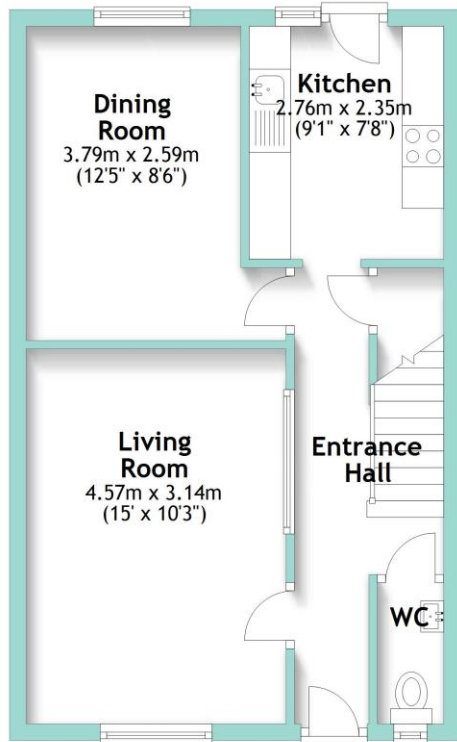 Dining
Room
3.79m x 2.59m
(12'5" x 8'6")
Kitchen
2.76m x 2.35m
(9'1" x 7'8")
Living
Room
4.57m x 3.14m
(15' x 10'3")
Entrance
Hall
WC